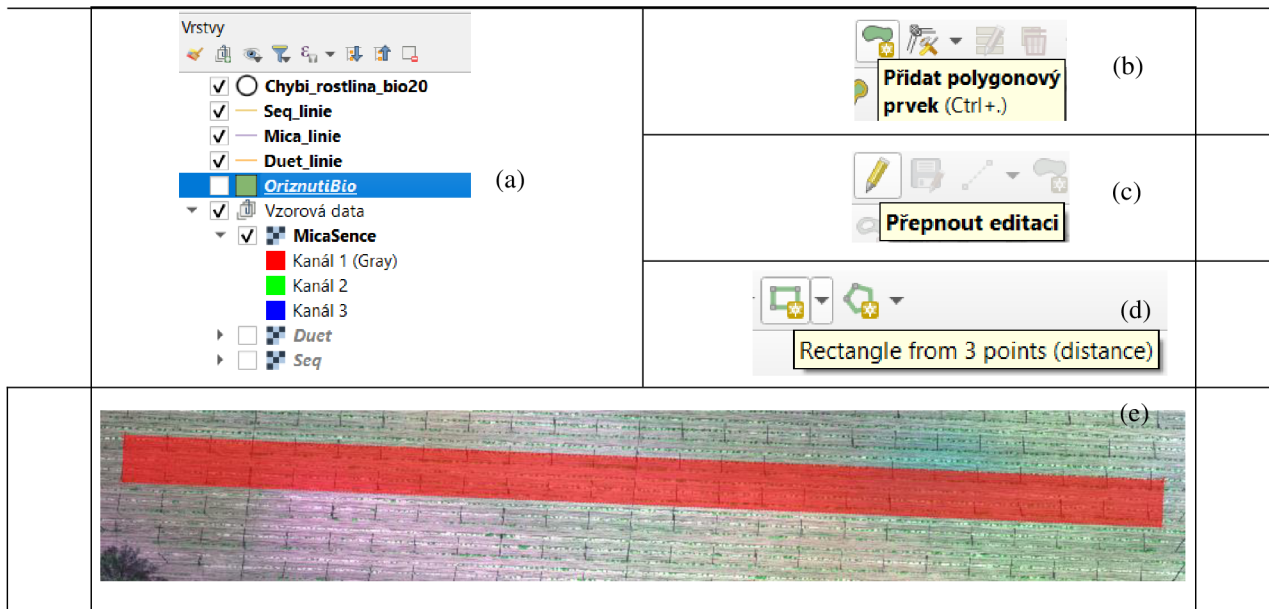 Vrstvy
Chybi_rostlina_bio20
Seq_linie
Mica_linie
Duet_linie
OriznutiBio
Vzorová data
MicaSence
Kanál 1 (Gray)
Kanál 2
Kanál 3
Duet
Seq
(a)
Přidat polygonový
prvek (Ctrl+.)
(b)
Přepnout editaci
(c)
Rectangle from 3 points (distance)
(d)
(e)